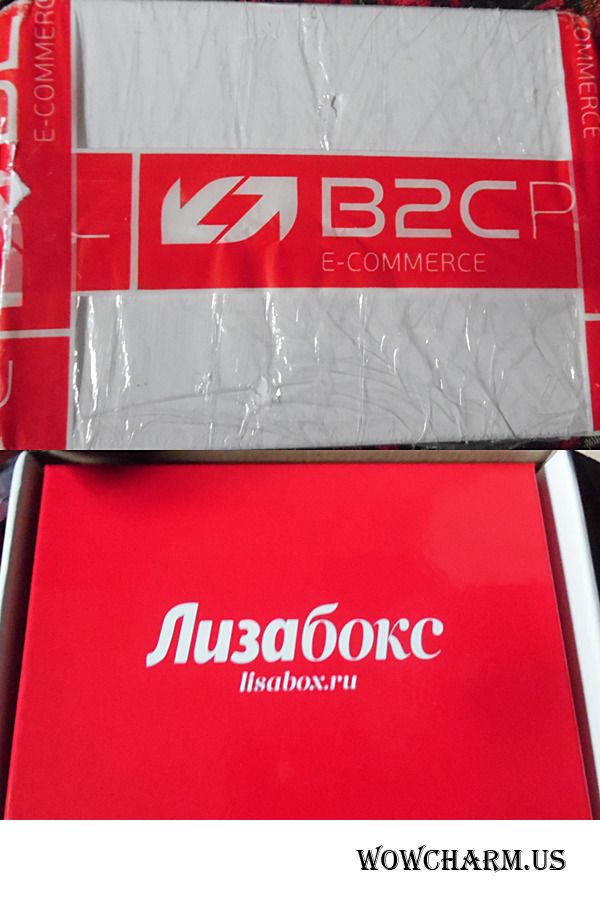 E-COMMERCE
COMMERCE
B2CP
E-COMMERCE
Лизабокс
lisabox.ru
WOWCHARM.US